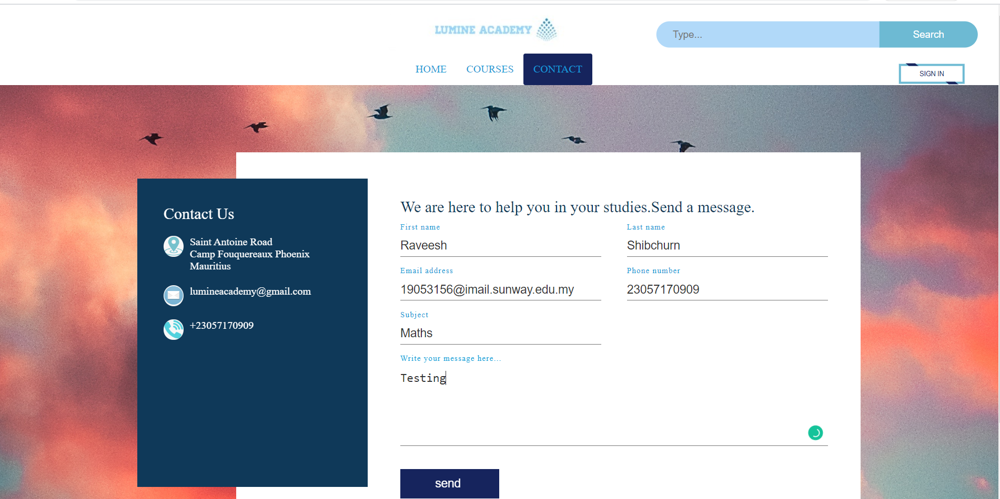 LUMINE ACADEMY
Type...
Search
HOME
COURSES
CONTACT
SIGN IN
Contact Us
Saint Antoine Road
Camp Fouquereaux Phoenix
Mauritius
lumineacademy@gmail.com
+23057170909
We are here to help you in your studies.Send a message.
First name
Last name
Raveesh
Shibchurn
Email address
Phone number
19053156@imail.sunway.edu.my
23057170909
Subject
Maths
Write your message here...
Testing
send